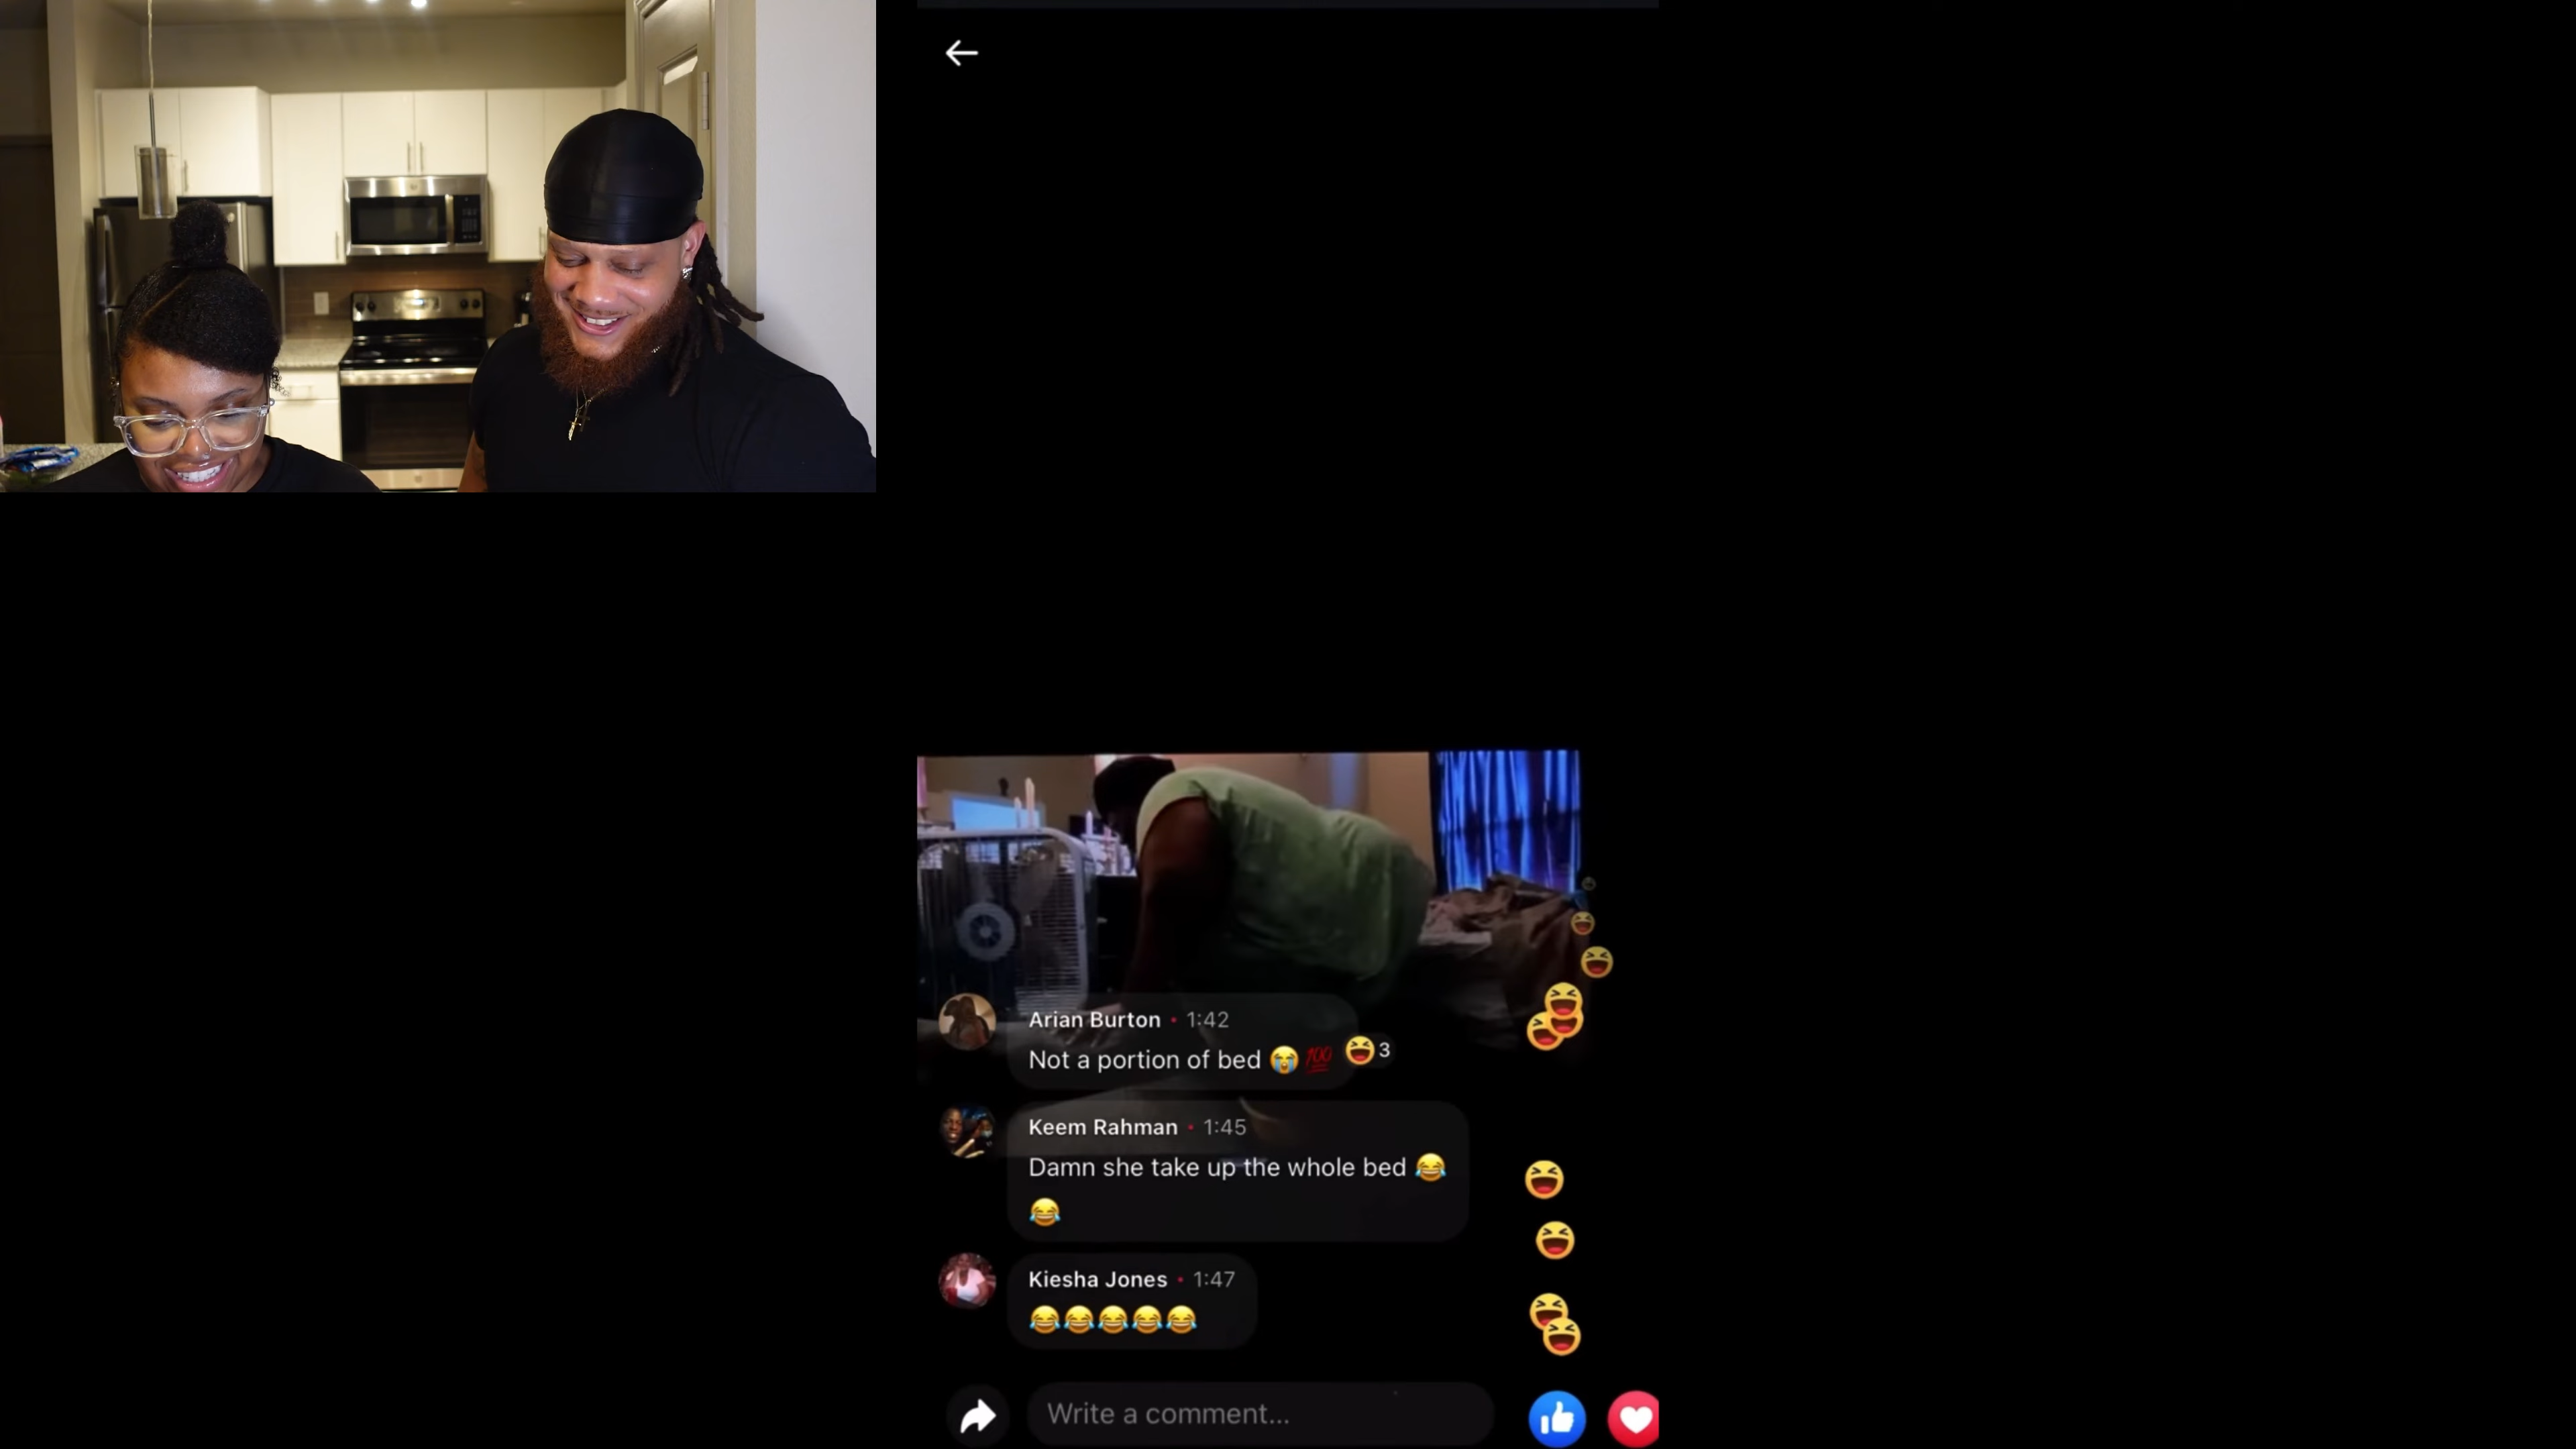 Arian Burton • 1:42
Not a portion of bed 😭 💯 😆 3
Keem Rahman • 1:45
Damn she take up the whole bed 😂
😂
Kiesha Jones • 1:47
😂😂😂😂😂
Write a comment...